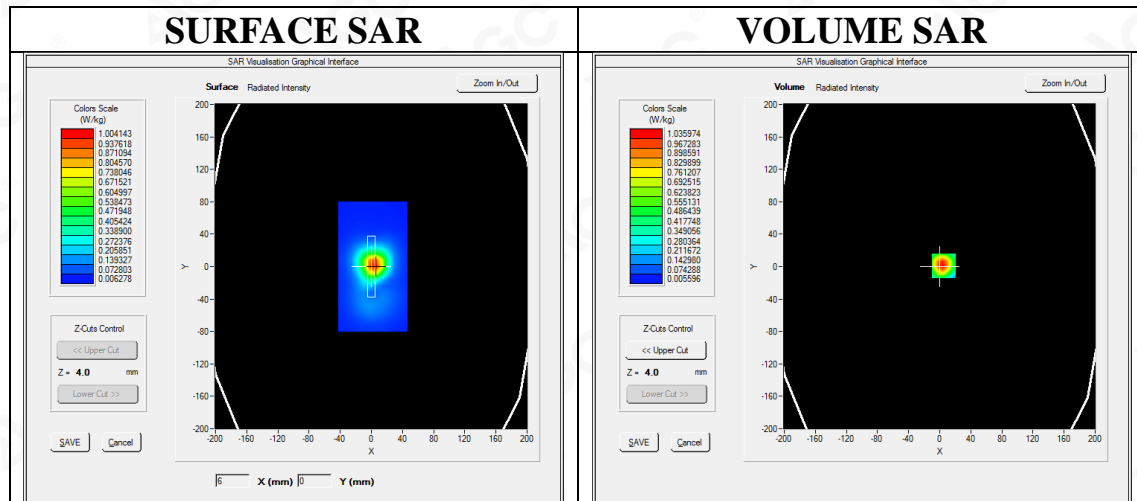 SURFACE SAR
SAR Visualisation Graphical Interface
Surface Radiated Intensity
Zoom In/Out
Colors Scale
(W/kg)
1.004143
0.937618
0.871094
0.804570
0.738046
0.671521
0.604997
0.538473
0.471948
0.405424
0.338900
0.272376
0.205851
0.139327
0.072803
0.006278
Z-Cuts Control
<< Upper Cut
Z = 4.0 mm
Lower Cut >>
SAVE Cancel
200
160
120
80
40
0
-40
-80
-120
-160
-200
Y
-200 -160 -120 -80 -40 0 40 80 120 160 200
X
6 X (mm) 0 Y (mm)
VOLUME SAR
SAR Visualisation Graphical Interface
Volume Radiated Intensity
Zoom In/Out
Colors Scale
(W/kg)
1.035974
0.967283
0.898591
0.829899
0.761207
0.692515
0.623823
0.555131
0.486439
0.417748
0.349056
0.280364
0.211672
0.142980
0.074288
0.005596
Z-Cuts Control
<< Upper Cut
Z = 4.0 mm
Lower Cut >>
SAVE Cancel
200
160
120
80
40
0
-40
-80
-120
-160
-200
Y
-200 -160 -120 -80 -40 0 40 80 120 160 200
X